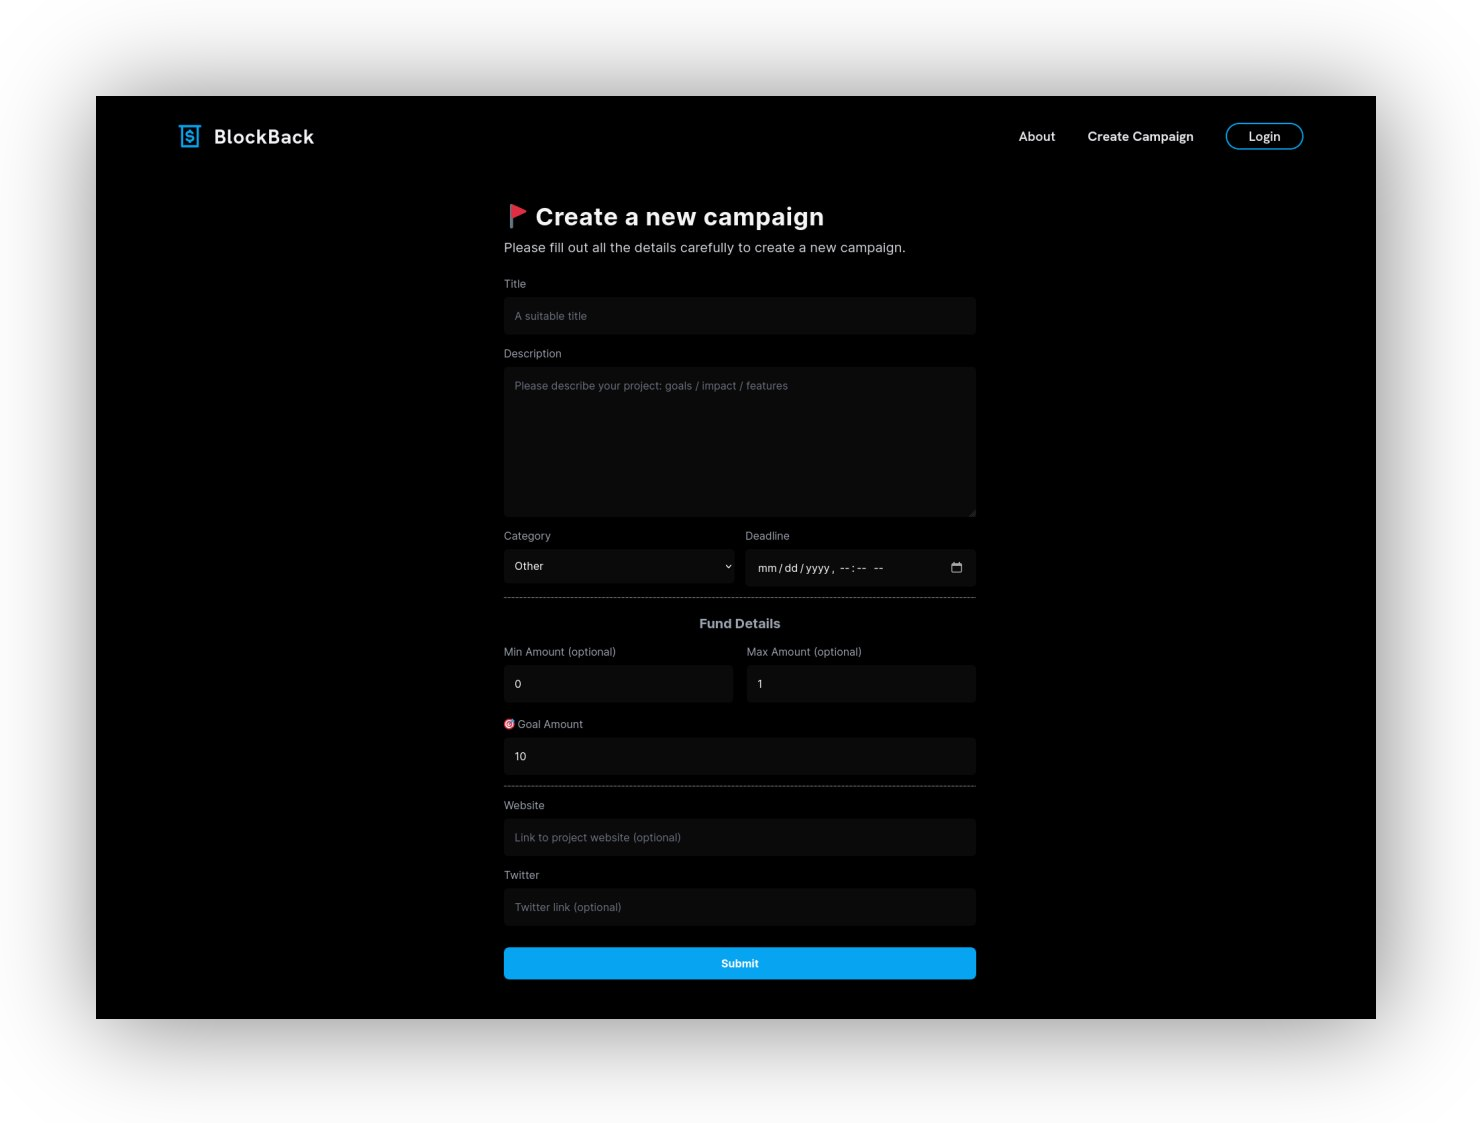 BlockBack
About
Create Campaign
Login
🚩 Create a new campaign
Please fill out all the details carefully to create a new campaign.
Title
A suitable title
Description
Please describe your project: goals / impact / features
Category
Deadline
Other
mm/dd/yyyy, --:-- --
Fund Details
Min Amount (optional)
Max Amount (optional)
0
1
🎯 Goal Amount
10
Website
Link to project website (optional)
Twitter
Twitter link (optional)
Submit